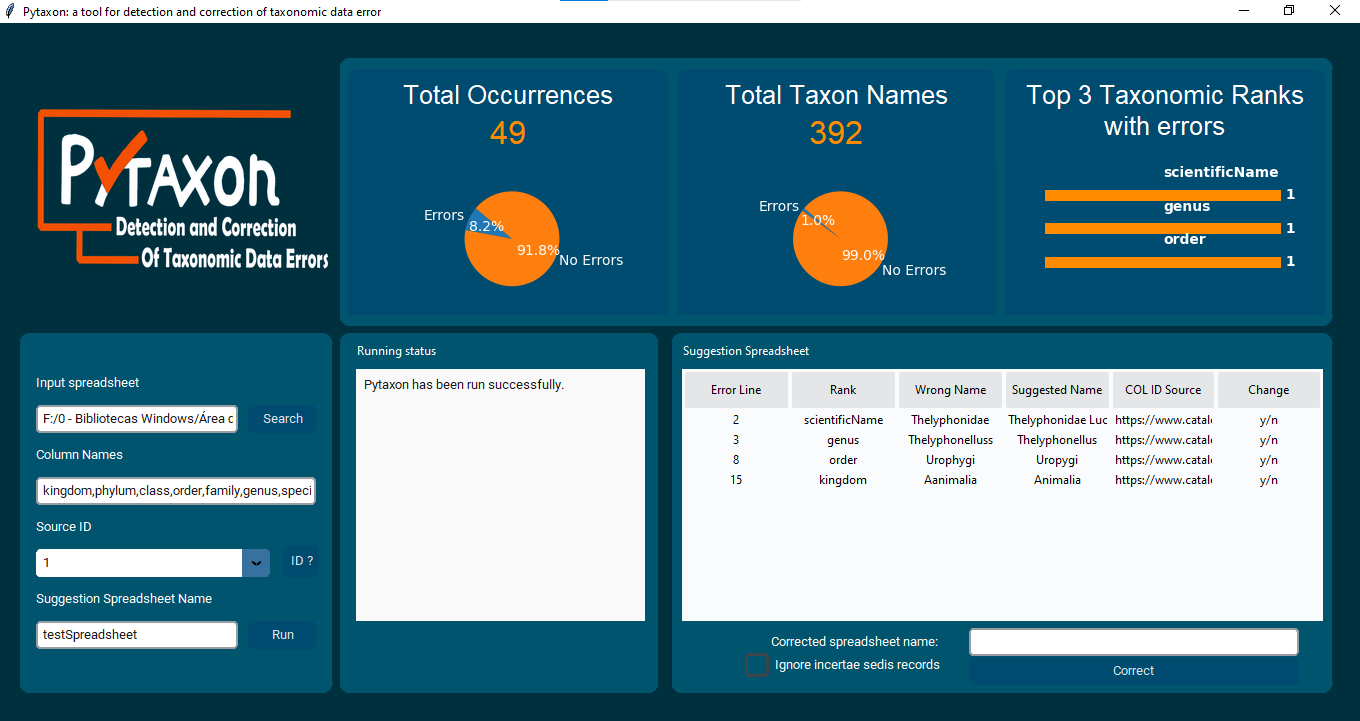 Pytaxon: a tool for detection and correction of taxonomic data error
PyTAXON
Detection and Correction
Of Taxonomic Data Errors
Total Occurrences
49
Errors
8.2%
91.8%
No Errors
Total Taxon Names
392
Errors
1.0%
99.0%
No Errors
Top 3 Taxonomic Ranks
with errors
scientificName
1
genus
1
order
1
Input spreadsheet
F:/0 - Bibliotecas Windows/Área c
Search
Column Names
kingdom,phylum,class,order,family,genus,speci
Source ID
1
ID ?
Suggestion Spreadsheet Name
testSpreadsheet
Run
Running status
Pytaxon has been run successfully.
Suggestion Spreadsheet
Error Line Rank Wrong Name Suggested Name COL ID Source Change
2 scientificName Thelyphonidae Thelyphonidae Luc https://www.catal y/n
3 genus Thelyphonelluss Thelyphonellus https://www.catal y/n
8 order Urophygi Uropygi https://www.catal y/n
15 kingdom Aanimalia Animalia https://www.catal y/n
Corrected spreadsheet name:
Ignore incertae sedis records
Correct